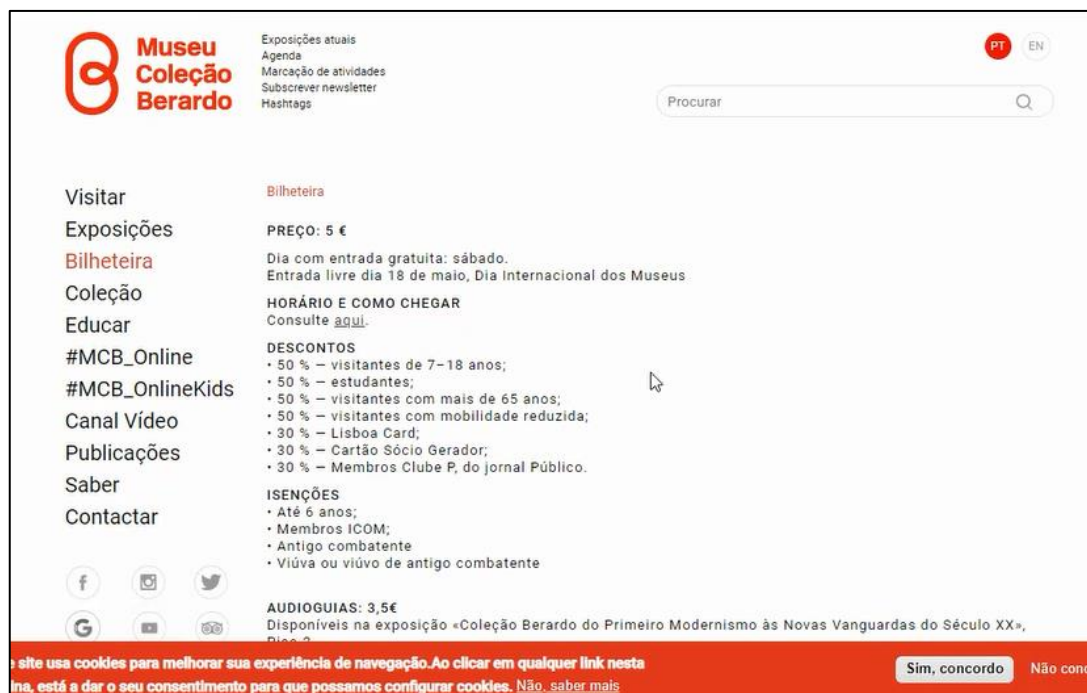 Museu
Coleção
Berardo
Exposições atuais
Agenda
Marcação de atividades
Subscrever newsletter
Hashtags
PT
EN
Procurar
Visitar
Exposições
Bilheteira
Coleção
Educar
#MCB_Online
#MCB_OnlineKids
Canal Vídeo
Publicações
Saber
Contactar
Bilheteira
PREÇO: 5 €
Dia com entrada gratuita: sábado.
Entrada livre dia 18 de maio, Dia Internacional dos Museus
HORÁRIO E COMO CHEGAR
Consulte aqui.
DESCONTOS
• 50 % — visitantes de 7–18 anos;
• 50 % — estudantes;
• 50 % — visitantes com mais de 65 anos;
• 50 % — visitantes com mobilidade reduzida;
• 30 % — Lisboa Card;
• 30 % — Cartão Sócio Gerador;
• 30 % — Membros Clube P, do jornal Público.
ISENÇÕES
• Até 6 anos;
• Membros ICOM;
• Antigo combatente
• Viúva ou viúvo de antigo combatente
AUDIOGUIAS: 3,5€
Disponíveis na exposição «Coleção Berardo do Primeiro Modernismo às Novas Vanguardas do Século XX»,
site usa cookies para melhorar sua experiência de navegação.Ao clicar em qualquer link nesta
está a dar o seu consentimento para que possamos configurar cookies. Não, saber mais
Sim, concordo
Não